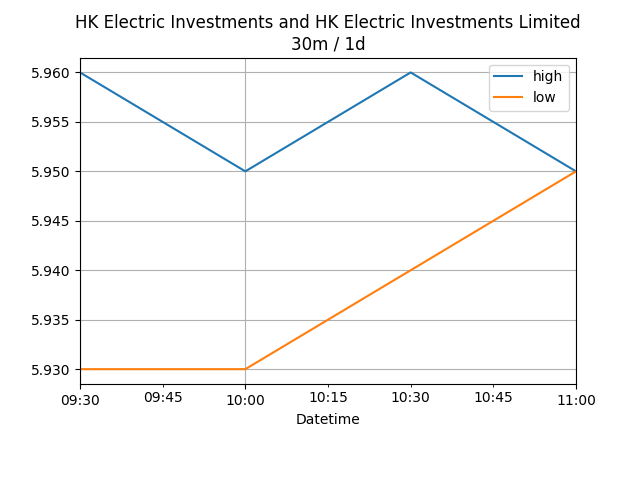 HK Electric Investments and HK Electric Investments Limited
30m / 1d
high
low
5.960
5.955
5.950
5.945
5.940
5.935
5.930
09:30 09:45 10:00 10:15 10:30 10:45 11:00
Datetime